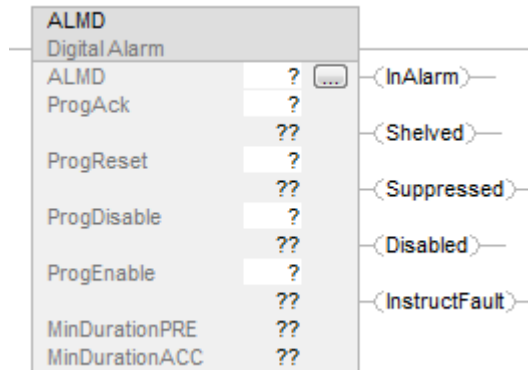 ALMD
Digital Alarm
ALMD ? ... (InAlarm)
ProgAck ?
?? (Shelved)
ProgReset ?
?? (Suppressed)
ProgDisable ?
?? (Disabled)
ProgEnable ?
?? (InstructFault)
MinDurationPRE ??
MinDurationACC ??